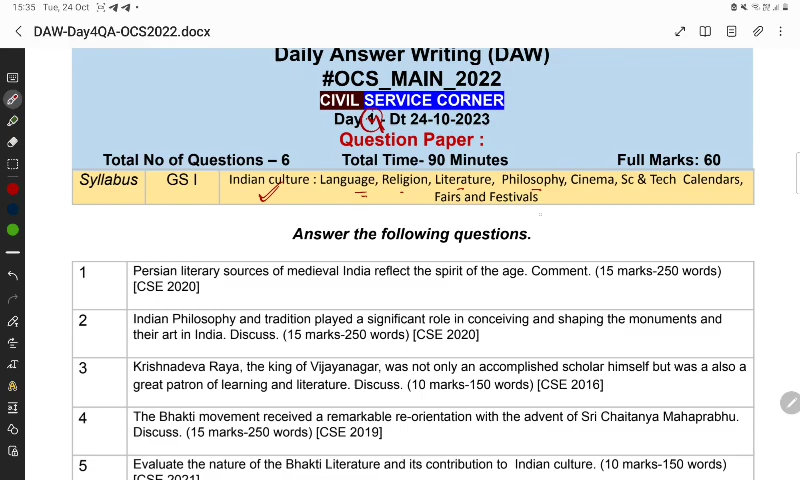 15:35 Tue, 24 Oct
DAW-Day4QA-OCS2022.docx
Daily Answer Writing (DAW)
#OCS_MAIN_2022
CIVIL SERVICE CORNER
Day - Dt 24-10-2023
Question Paper :
Total No of Questions – 6 Total Time- 90 Minutes Full Marks: 60
Syllabus GS I Indian culture : Language, Religion, Literature, Philosophy, Cinema, Sc & Tech Calendars,
Fairs and Festivals
Answer the following questions.
1 Persian literary sources of medieval India reflect the spirit of the age. Comment. (15 marks-250 words)
[CSE 2020]
2 Indian Philosophy and tradition played a significant role in conceiving and shaping the monuments and
their art in India. Discuss. (15 marks-250 words) [CSE 2020]
3 Krishnadeva Raya, the king of Vijayanagar, was not only an accomplished scholar himself but was a also a
great patron of learning and literature. Discuss. (10 marks-150 words) [CSE 2016]
4 The Bhakti movement received a remarkable re-orientation with the advent of Sri Chaitanya Mahaprabhu.
Discuss. (15 marks-250 words) [CSE 2019]
5 Evaluate the nature of the Bhakti Literature and its contribution to Indian culture. (10 marks-150 words)
[CSE 2021]